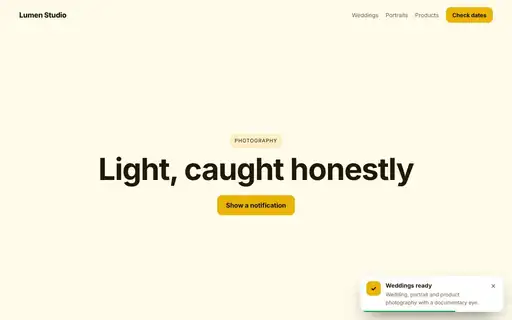 Lumen Studio
Weddings
Portraits
Products
Check dates
PHOTOGRAPHY
Light, caught honestly
Show a notification
Weddings ready
Wedding, portrait and product
photography with a documentary eye.